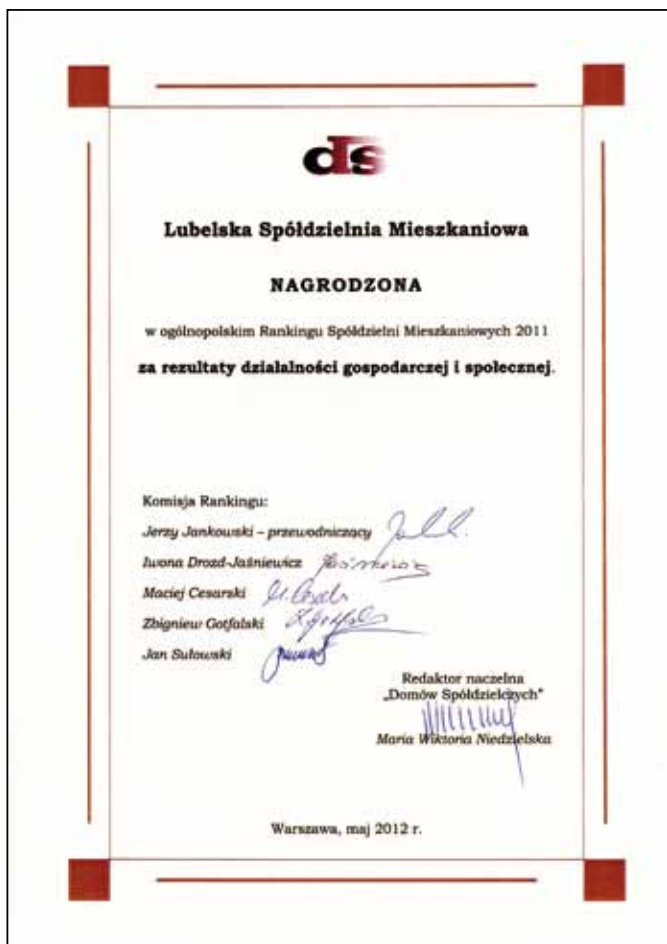 ds
Lubelska Spółdzielnia Mieszkaniowa
NAGRODZONA
w ogólnopolskim Rankingu Spółdzielni Mieszkaniowych 2011
za rezultaty działalności gospodarczej i społecznej.
Komisja Rankingu:
Jerzy Jankowski – przewodniczący
Iwona Drozd-Jaśniewicz
Maciej Cesarski
Zbigniew Gotfalski
Jan Sułowski
Redaktor naczelna
„Domów Spółdzielczych"
Maria Wiktoria Niedzielska
Warszawa, maj 2012 r.